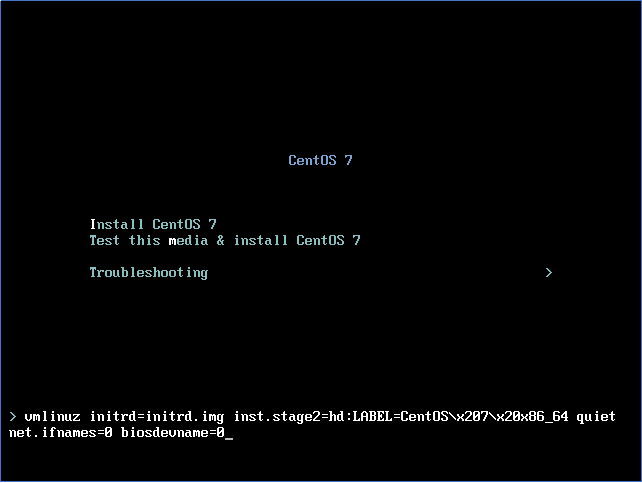 CentOS 7
Install CentOS 7
Test this media & install CentOS 7
Troubleshooting >
> vmlinuz initrd=initrd.img inst.stage2=hd:LABEL=CentOS\x207\x20x86_64 quiet
net.ifnames=0 biosdevname=0_